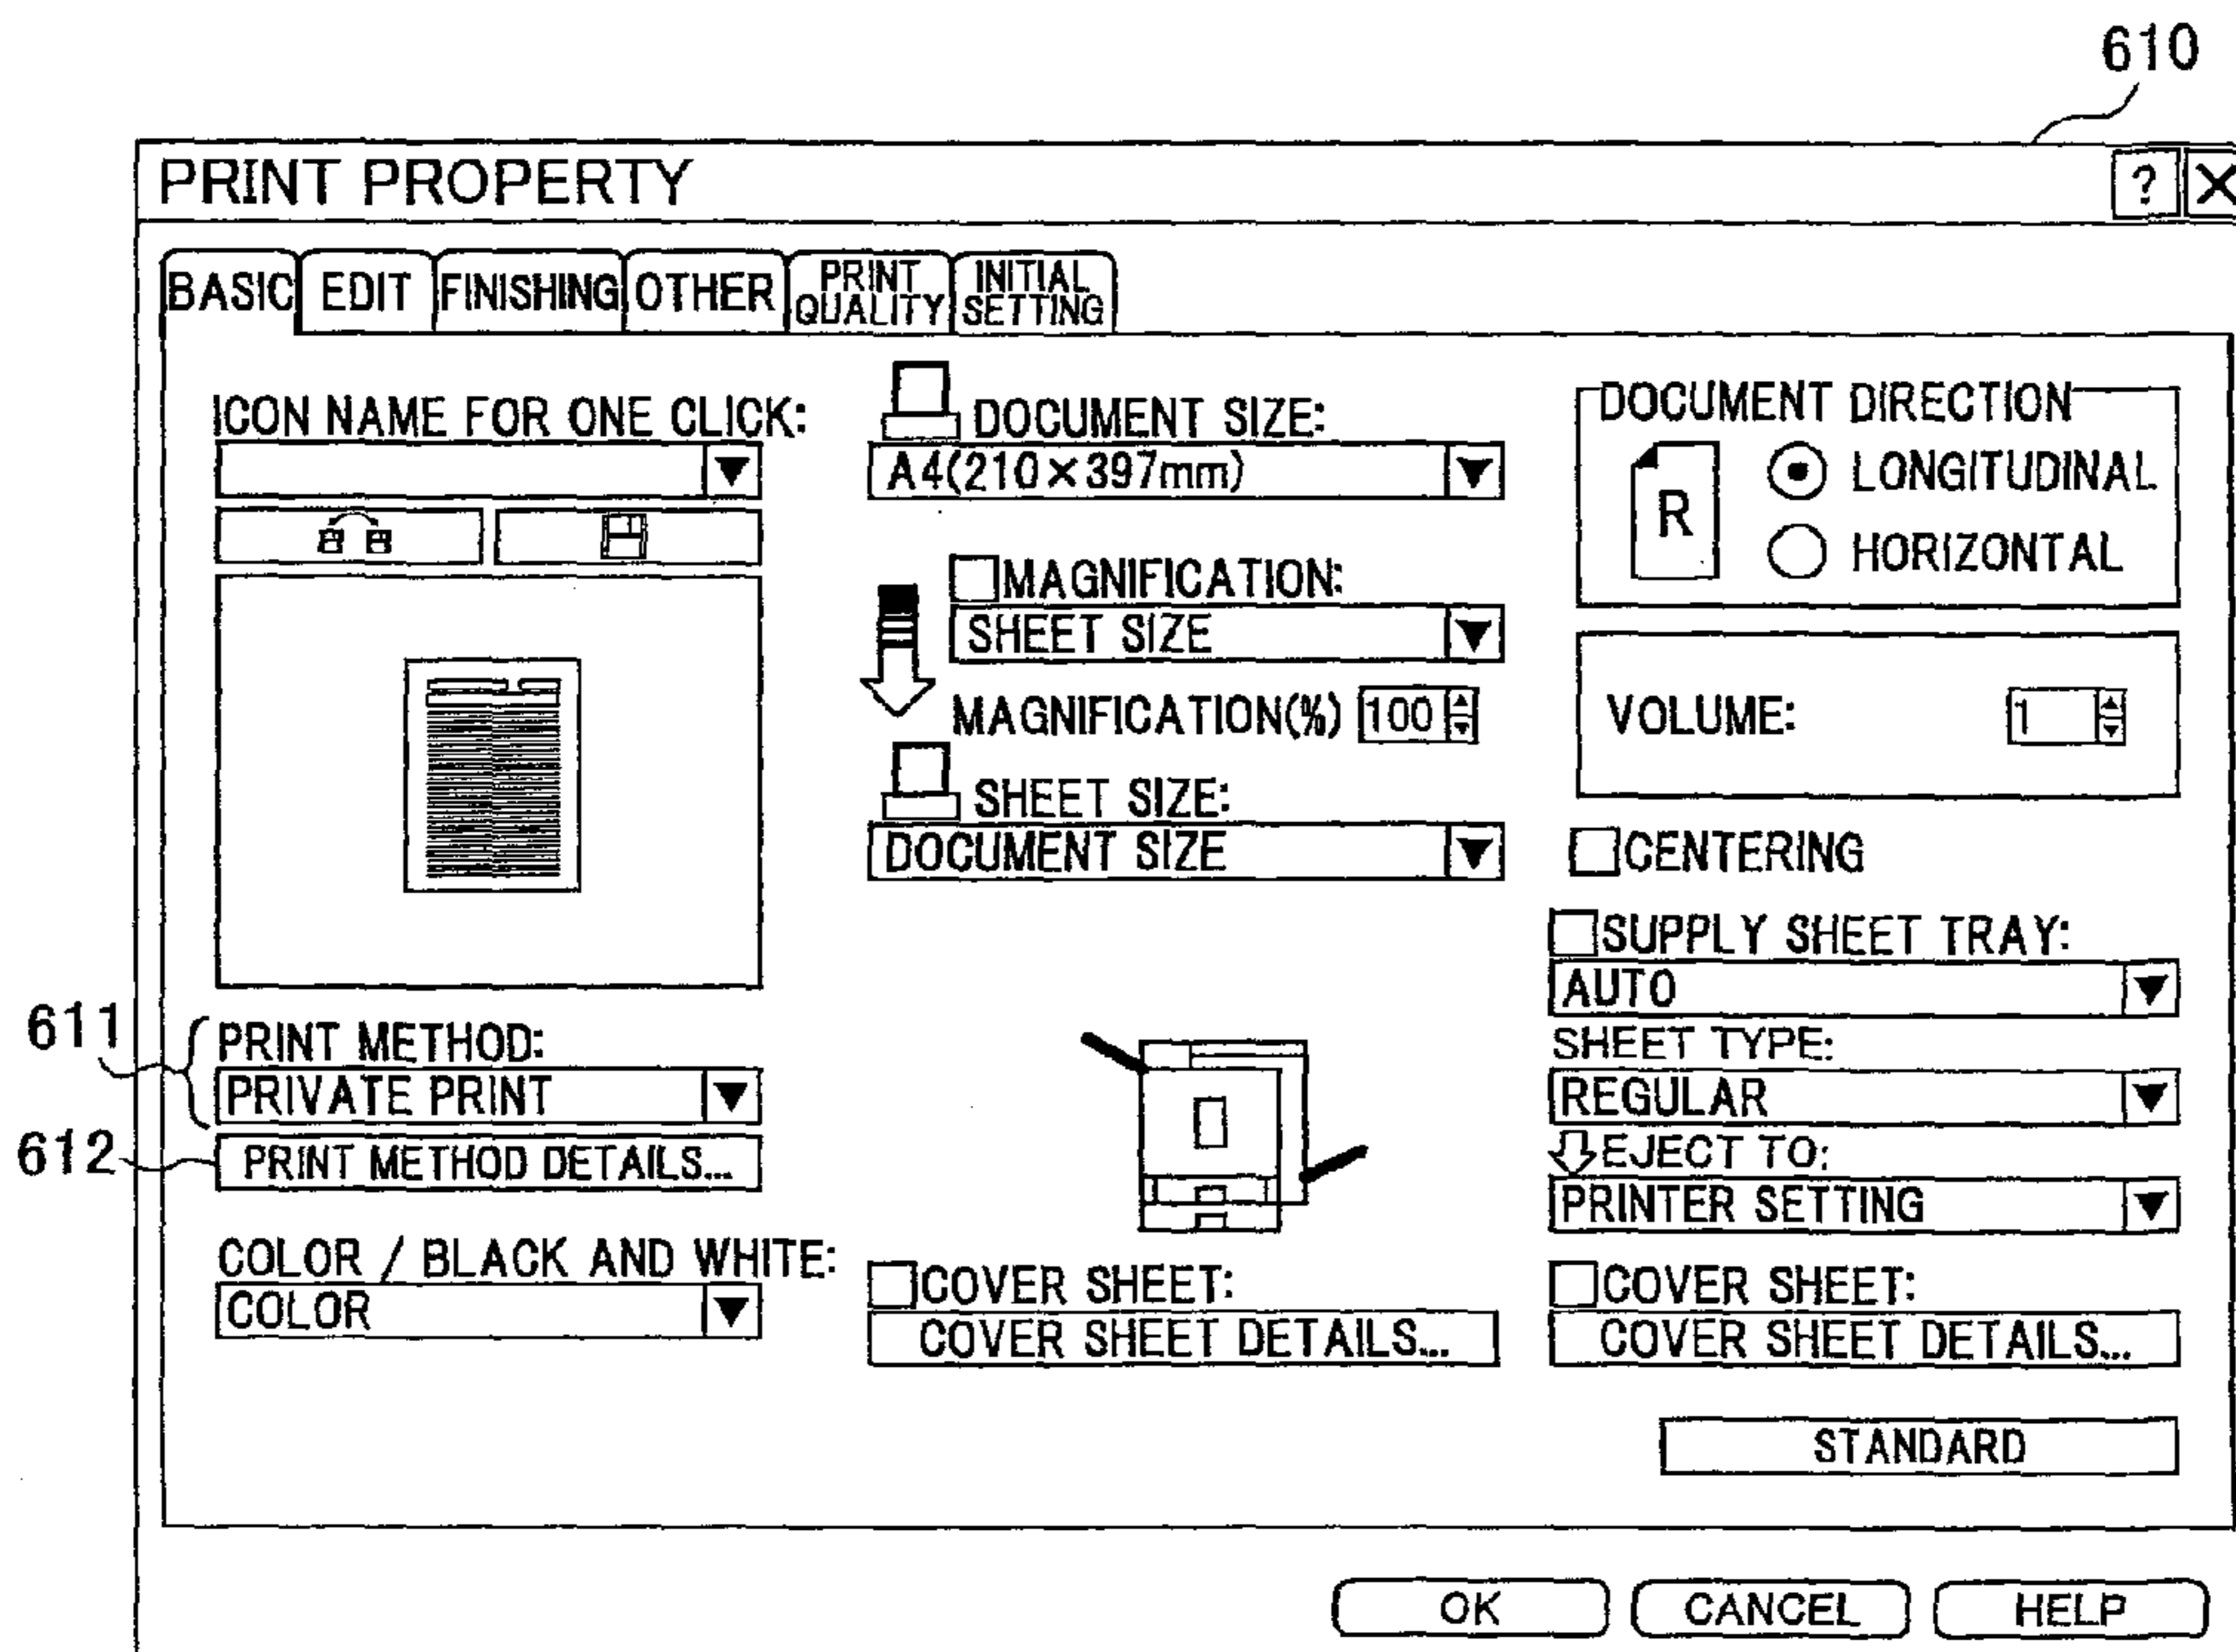 610
PRINT PROPERTY
?
BASIC EDIT FINISHING OTHER PRINT QUALITY INITIAL SETTING
ICON NAME FOR ONE CLICK:
DOCUMENT SIZE:
A4(210×397mm)
MAGNIFICATION:
SHEET SIZE
MAGNIFICATION(%) 100
SHEET SIZE:
DOCUMENT SIZE
DOCUMENT DIRECTION
R
LONGITUDINAL
HORIZONTAL
VOLUME: 1
CENTERING
SUPPLY SHEET TRAY:
AUTO
SHEET TYPE:
REGULAR
EJECT TO:
PRINTER SETTING
611
PRINT METHOD:
PRIVATE PRINT
612
PRINT METHOD DETAILS...
COLOR / BLACK AND WHITE:
COLOR
COVER SHEET:
COVER SHEET DETAILS...
COVER SHEET:
COVER SHEET DETAILS...
STANDARD
OK CANCEL HELP